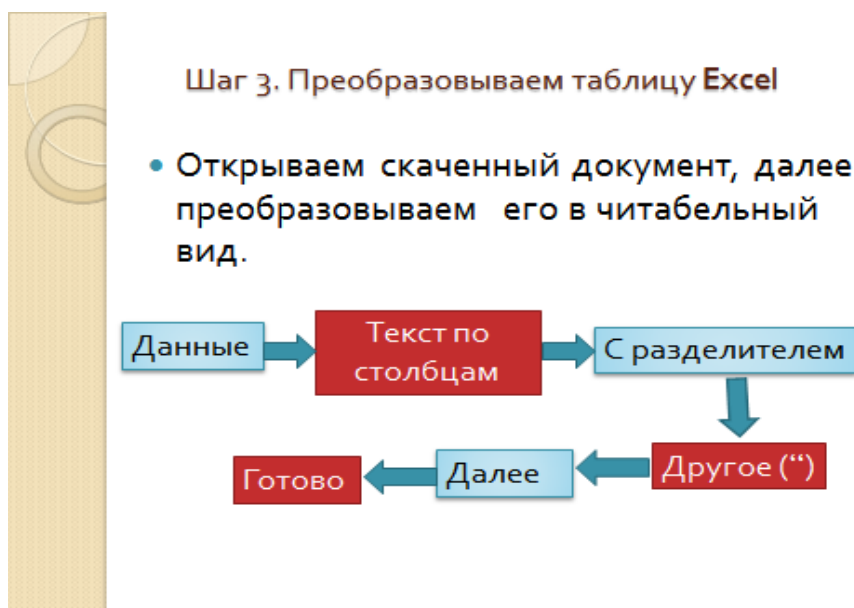 Шаг 3. Преобразовываем таблицу Excel
• Открываем скаченный документ, далее
преобразовываем его в читабельный
вид.
Данные
Текст по
столбцам
С разделителем
Другое (“)
Далее
Готово